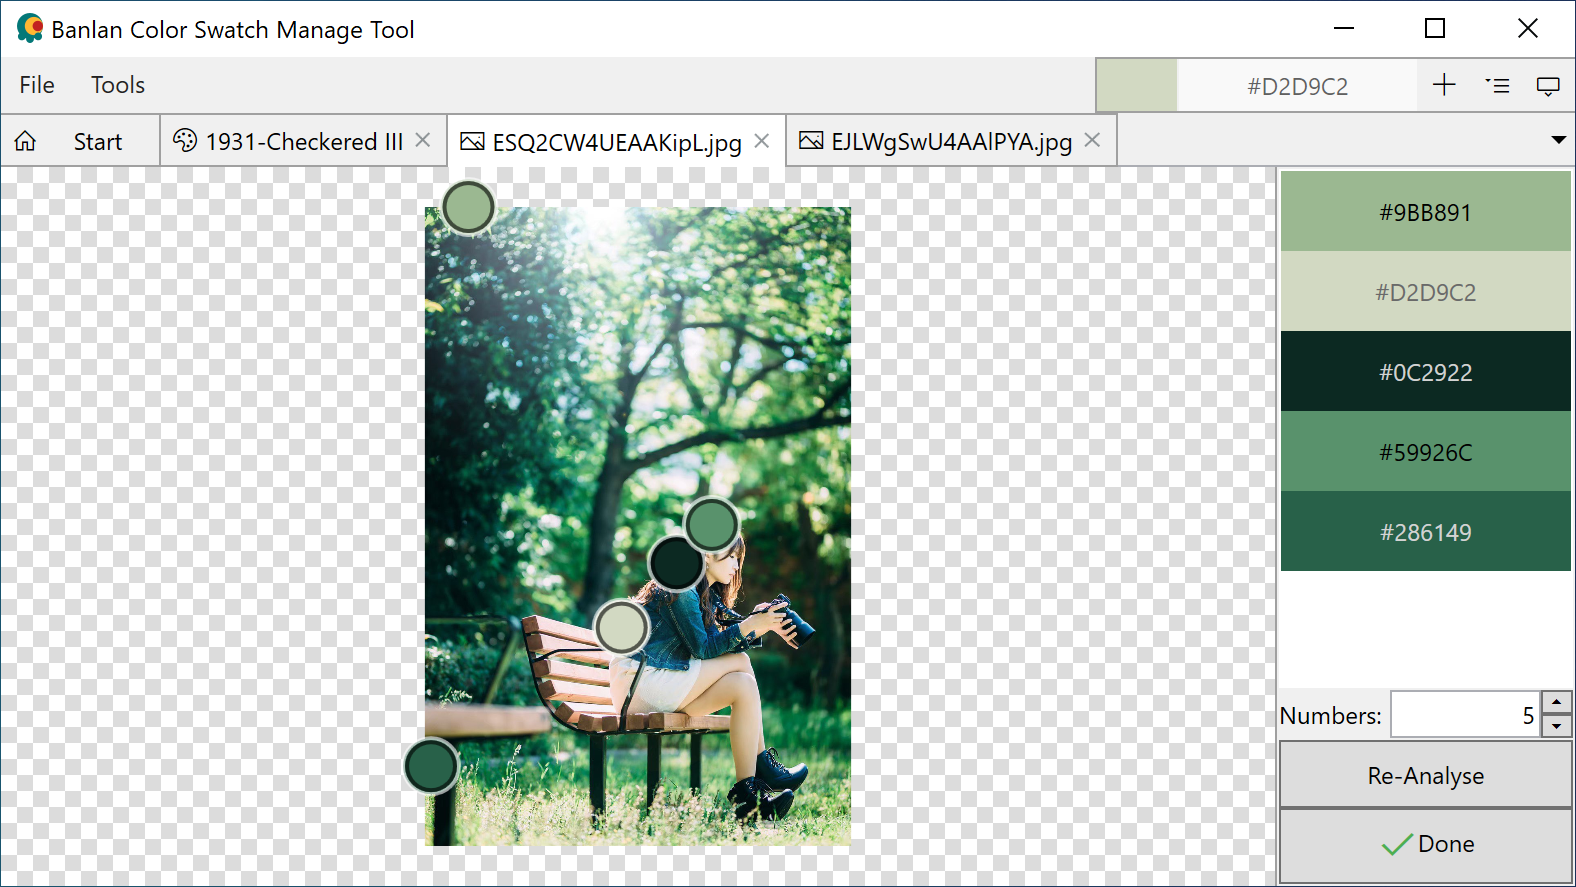 Banlan Color Swatch Manage Tool
File Tools #D2D9C2
Start 1931-Checkered III ESQ2CW4UEAAKipL.jpg EJLWgSwU4AAlPYA.jpg
#9BB891
#D2D9C2
#0C2922
#59926C
#286149
Numbers: 5
Re-Analyse
Done